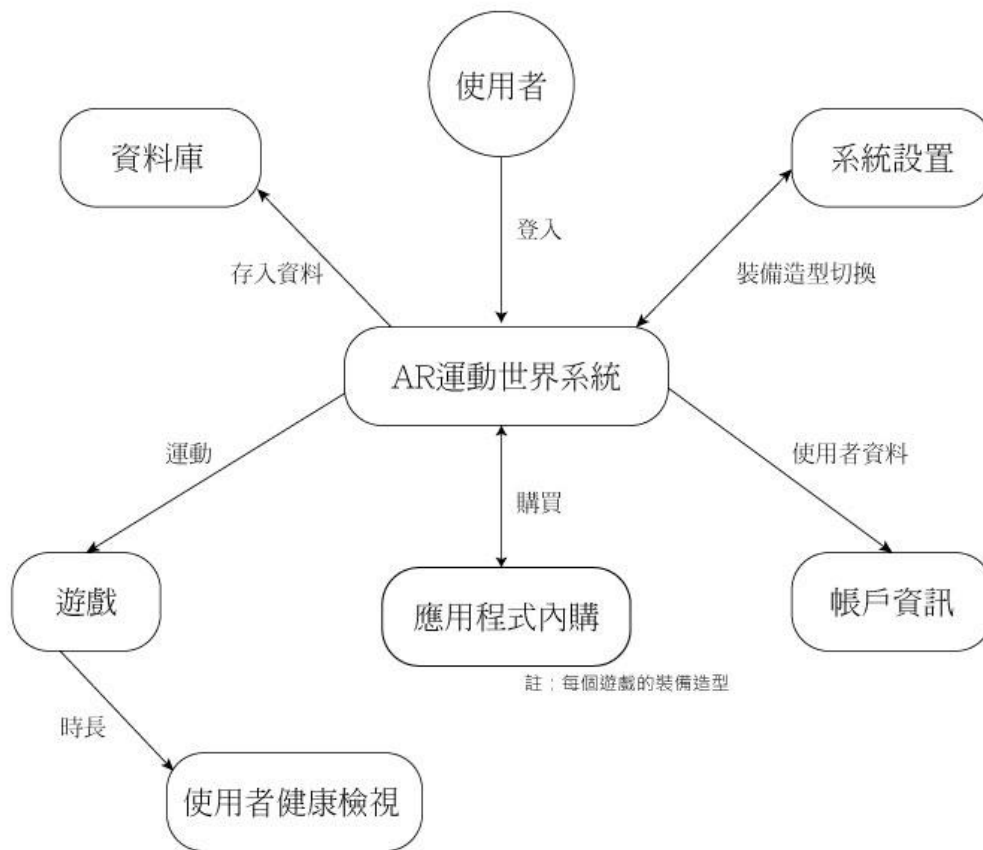 使用者
資料庫
系統設置
登入
存入資料
裝備造型切換
AR運動世界系統
運動
使用者資料
購買
遊戲
應用程式內購
帳戶資訊
註：每個遊戲的裝備造型
時長
使用者健康檢視